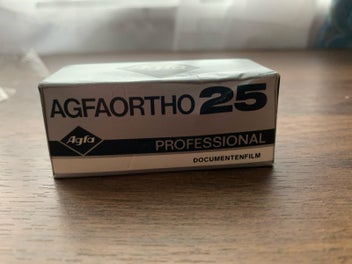 AGFAORTHO 25
Agfa
PROFESSIONAL
DOCUMENTENFILM